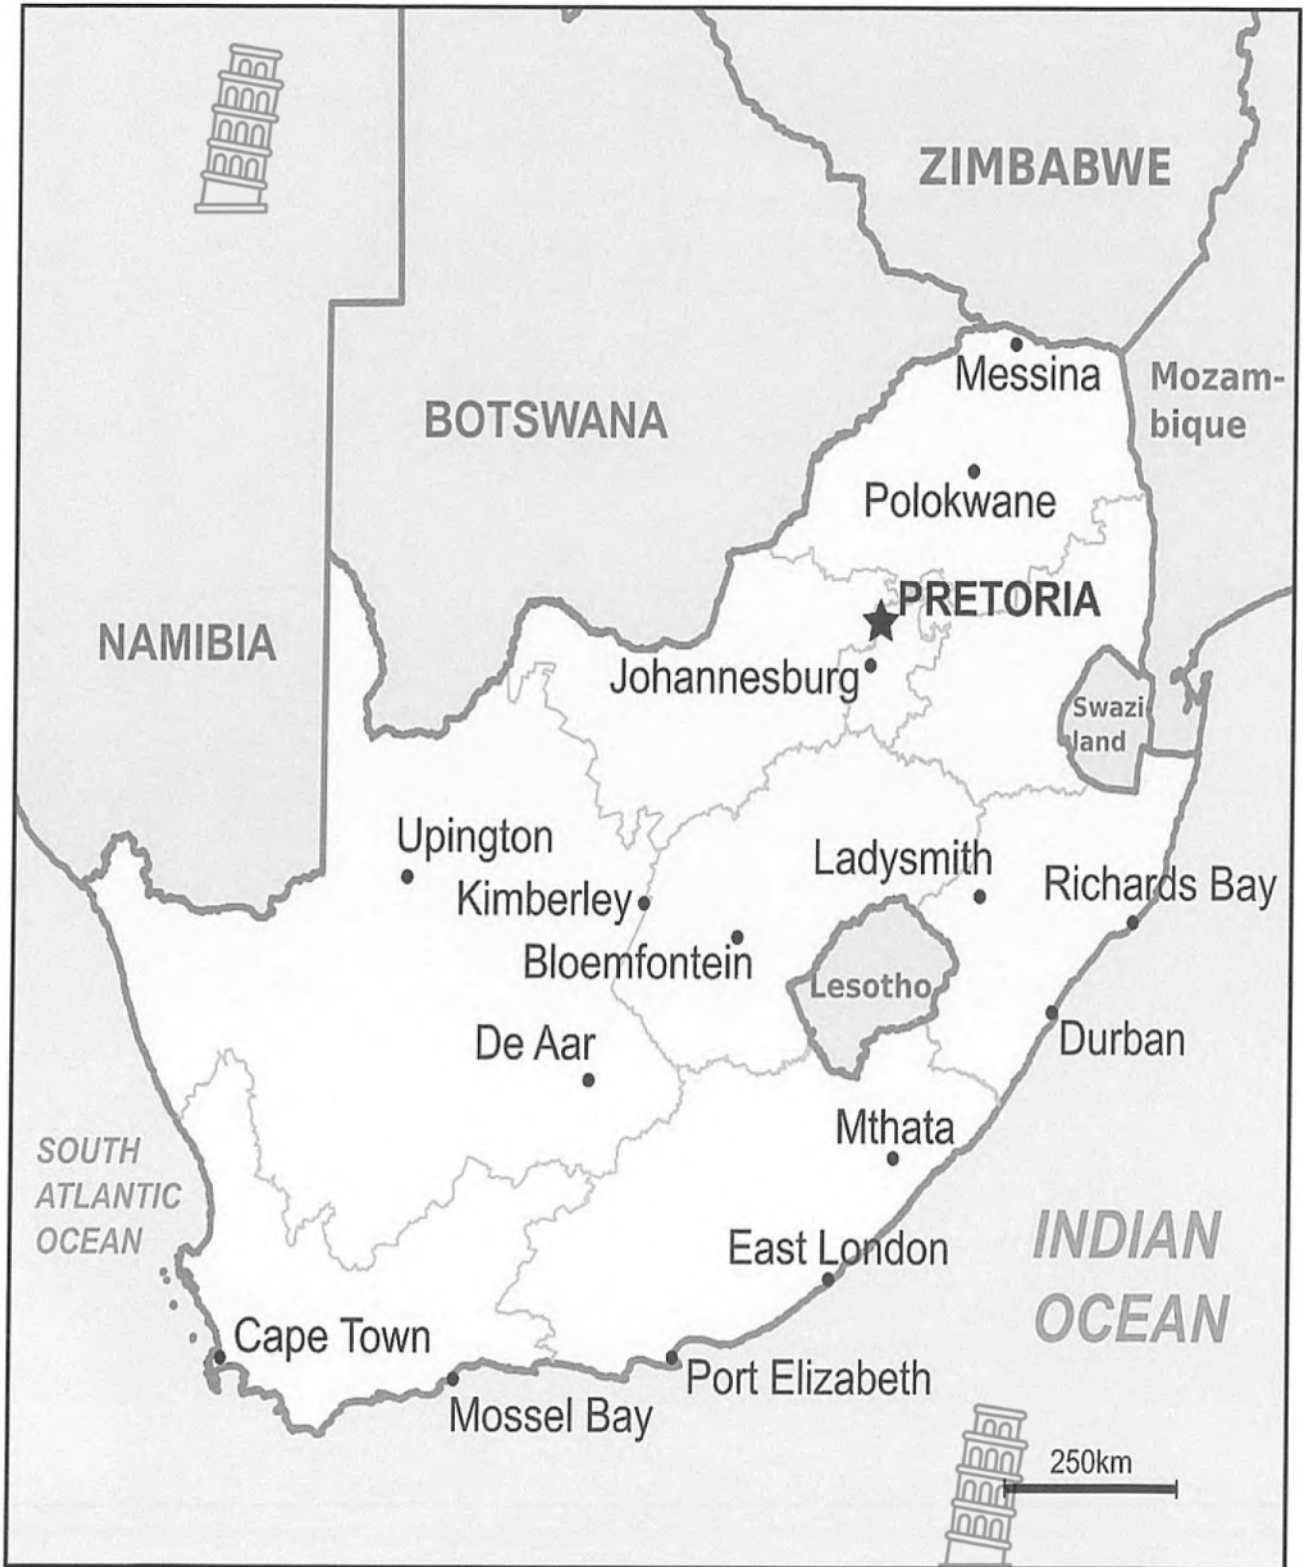 ZIMBABWE
Messina
Mozam-
bique
BOTSWANA
Polokwane
PRETORIA
NAMIBIA
Johannesburg
Swazi
land
Upington
Ladysmith
Richards Bay
Kimberley
Bloemfontein
Lesotho
De Aar
Durban
Mthata
SOUTH
ATLANTIC
OCEAN
INDIAN
OCEAN
East London
Cape Town
Port Elizabeth
Mossel Bay
250km